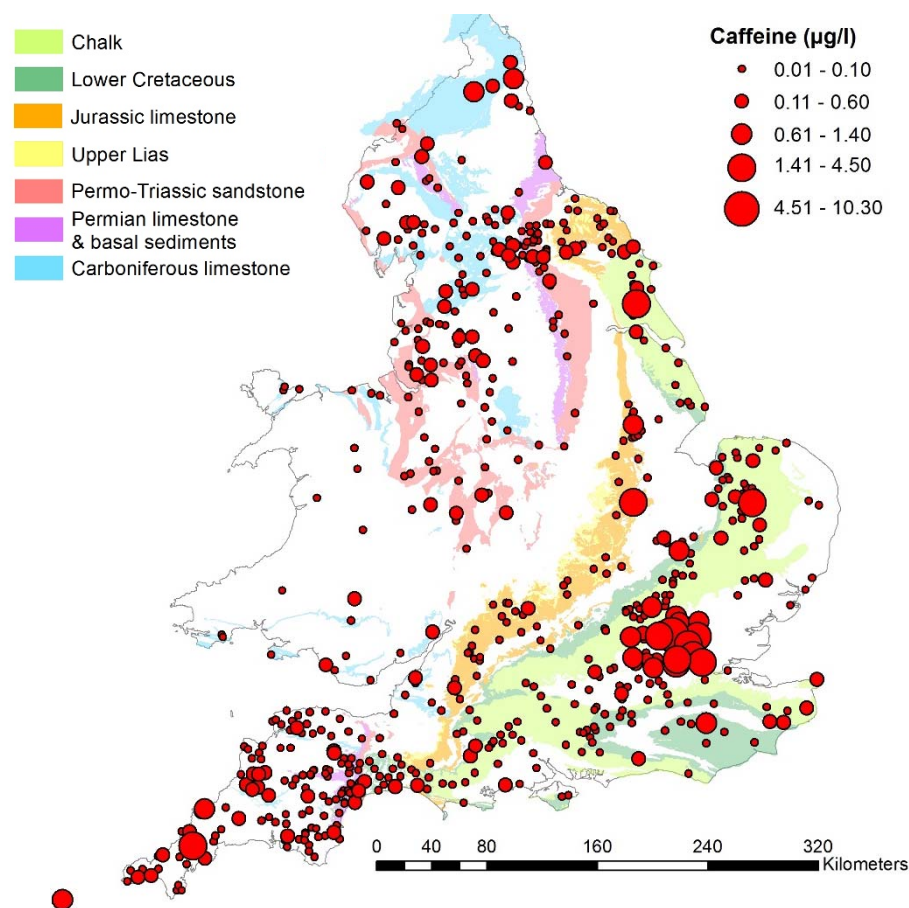 Chalk
Lower Cretaceous
Jurassic limestone
Upper Lias
Permo-Triassic sandstone
Permian limestone
& basal sediments
Carboniferous limestone
Caffeine (µg/l)
0.01 - 0.10
0.11 - 0.60
0.61 - 1.40
1.41 - 4.50
4.51 - 10.30
0 40 80 160 240 320
Kilometers